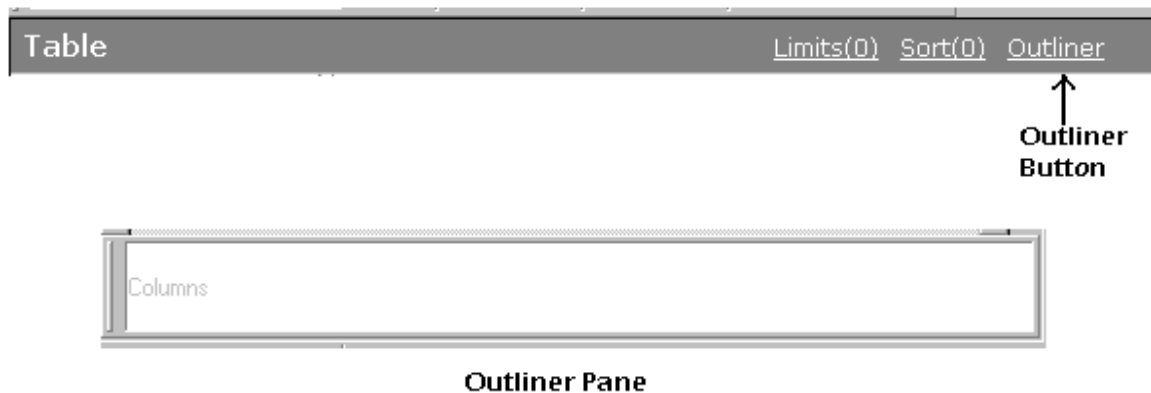 Table Limits(0) Sort(0) Outliner
Outliner
Button
Columns
Outliner Pane